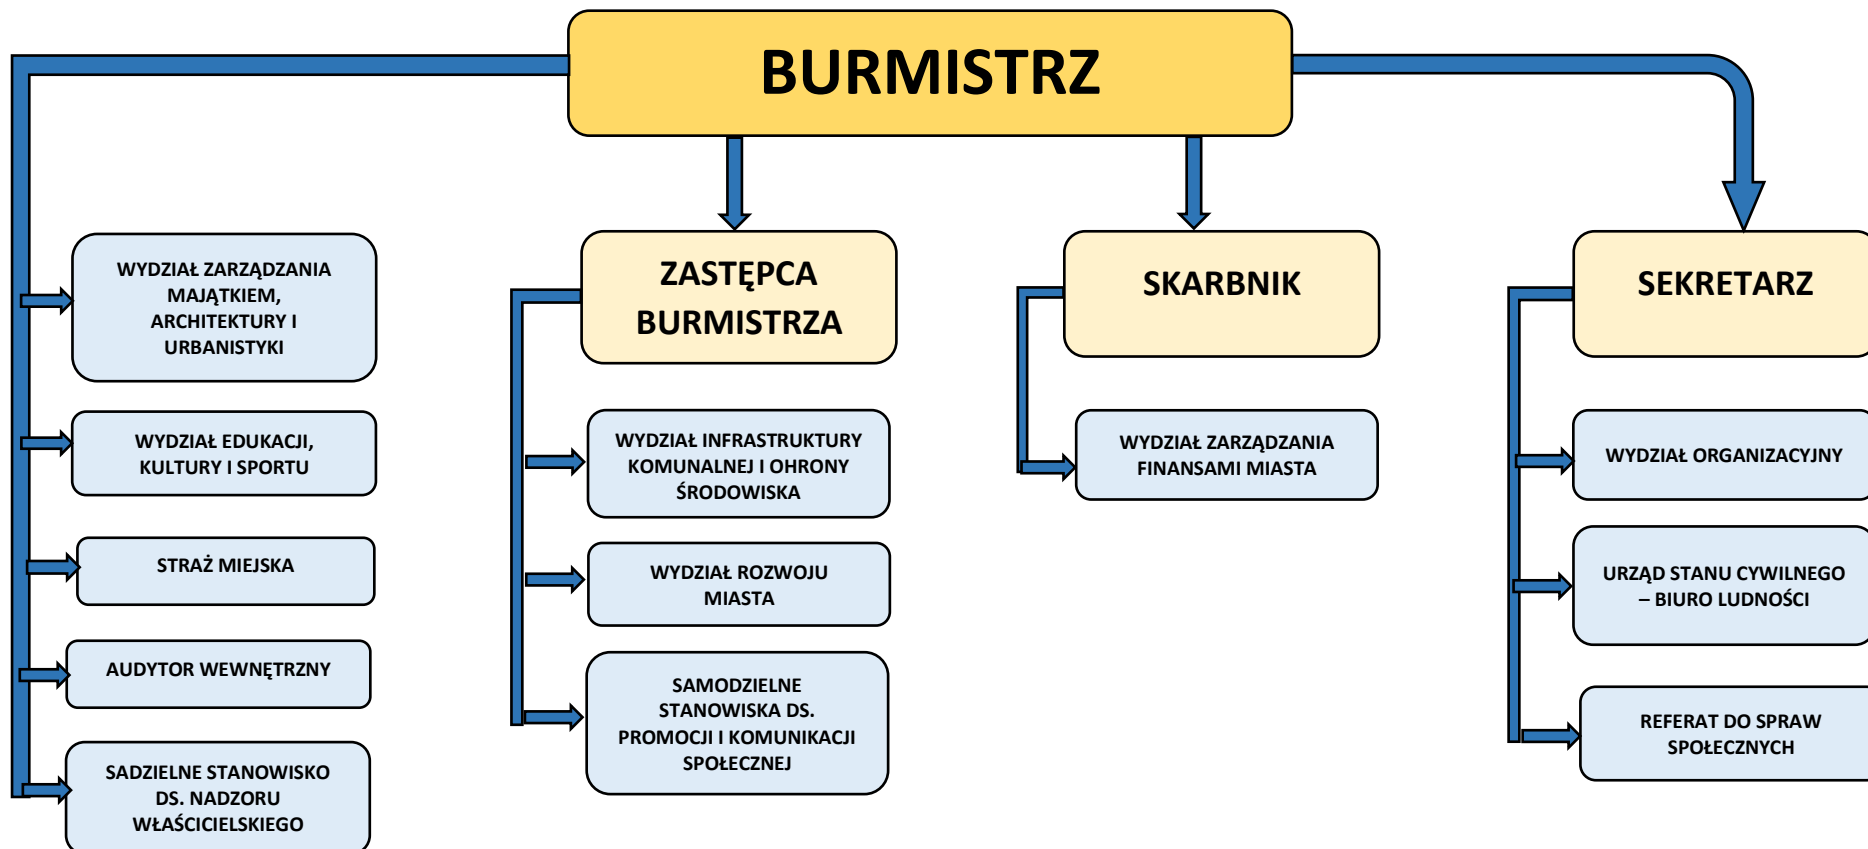 BURMISTRZ
WYDZIAŁ ZARZĄDZANIA
MAJĄTKIEM,
ARCHITEKTURY I
URBANISTYKI
WYDZIAŁ EDUKACJI,
KULTURY I SPORTU
STRAŻ MIEJSKA
AUDYTOR WEWNĘTRZNY
SADZIELNE STANOWISKO
DS. NADZORU
WŁAŚCICIELSKIEGO
ZASTĘPCA
BURMISTRZA
WYDZIAŁ INFRASTRUKTURY
KOMUNALNEJ I OHRONY
ŚRODOWISKA
WYDZIAŁ ROZWOJU
MIASTA
SAMODZIELNE
STANOWISKA DS.
PROMOCJI I KOMUNIKACJI
SPOŁECZNEJ
SKARBNIK
WYDZIAŁ ZARZĄDZANIA
FINANSAMI MIASTA
SEKRETARZ
WYDZIAŁ ORGANIZACYJNY
URZĄD STANU CYWILNEGO
– BIURO LUDNOŚCI
REFERAT DO SPRAW
SPOŁECZNYCH